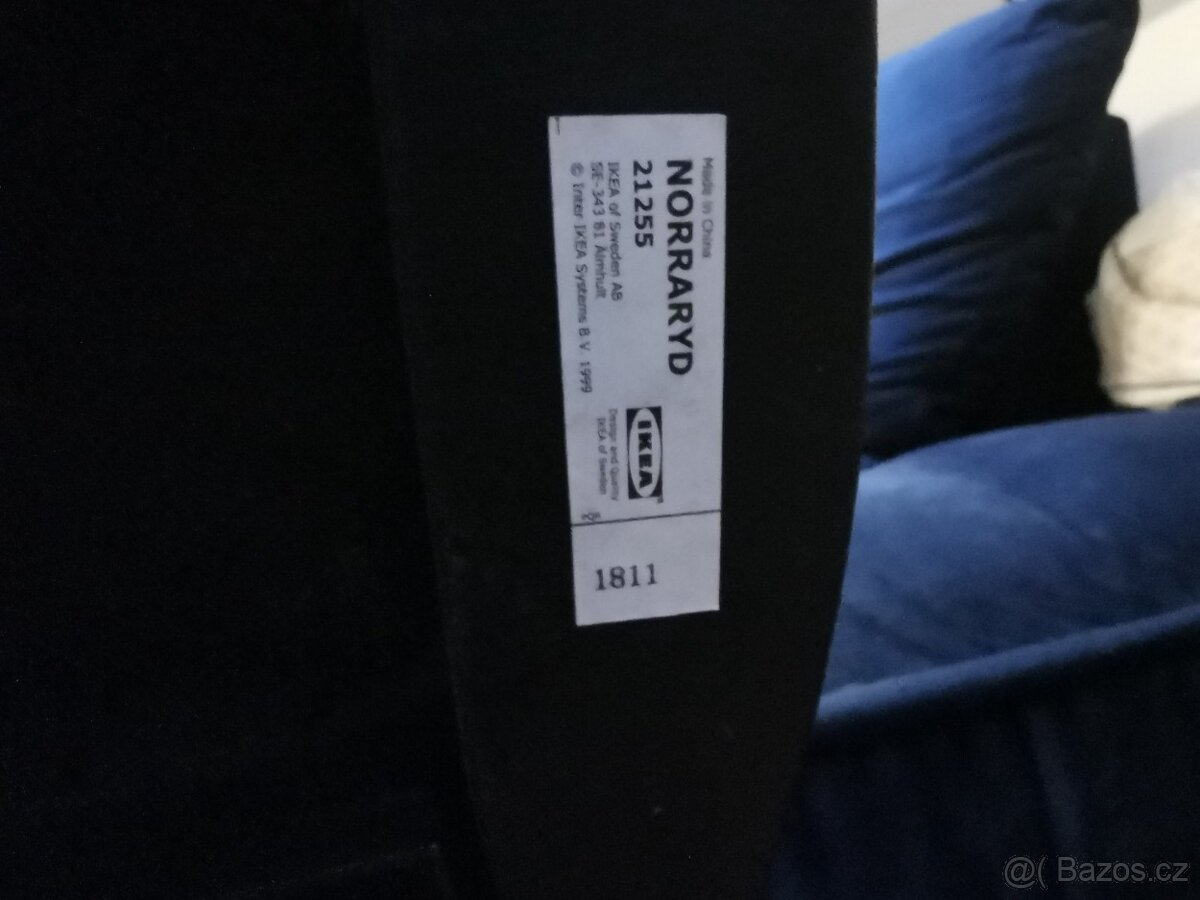 Made in China
NORRARYD
21255
IKEA of Sweden AB
SE-343 81 Älmhult
© Inter IKEA Systems B.V. 1999
IKEA®
Design and Quality
IKEA of Sweden
1811
@( Bazos.cz